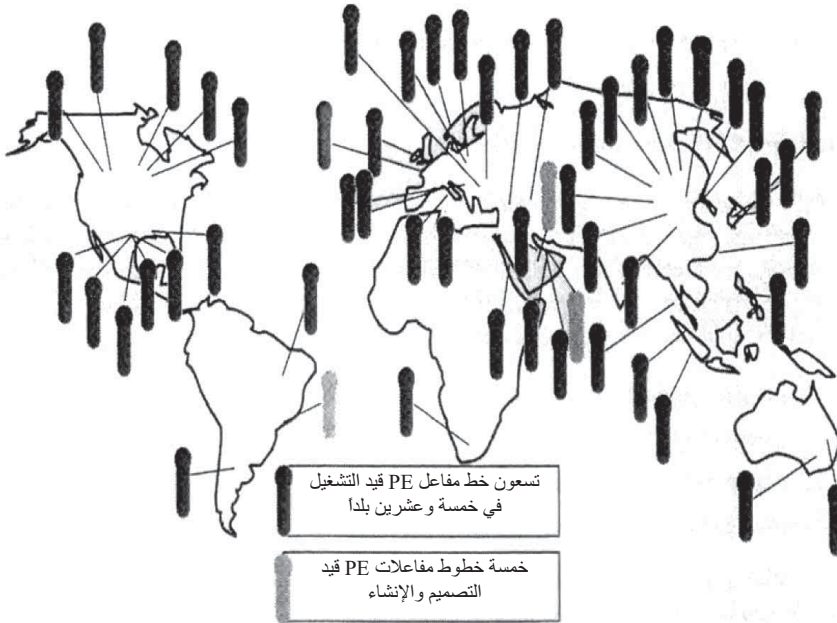 تسعون خط مفاعل PE قيد التشغيل
في خمسة وعشرين بلداً
خمسة خطوط مفاعلات PE قيد
التصميم والإنشاء